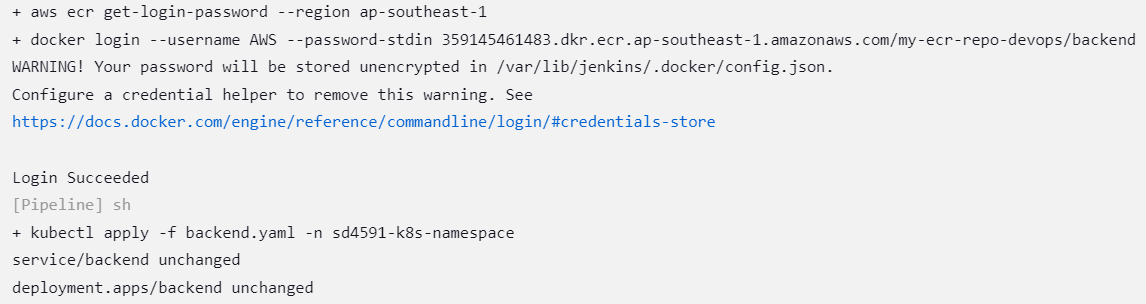 + aws ecr get-login-password --region ap-southeast-1
+ docker login --username AWS --password-stdin 359145461483.dkr.ecr.ap-southeast-1.amazonaws.com/my-ecr-repo-devops/backend
WARNING! Your password will be stored unencrypted in /var/lib/jenkins/.docker/config.json.
Configure a credential helper to remove this warning. See
https://docs.docker.com/engine/reference/commandline/login/#credentials-store
Login Succeeded
[Pipeline] sh
+ kubectl apply -f backend.yaml -n sd4591-k8s-namespace
service/backend unchanged
deployment.apps/backend unchanged